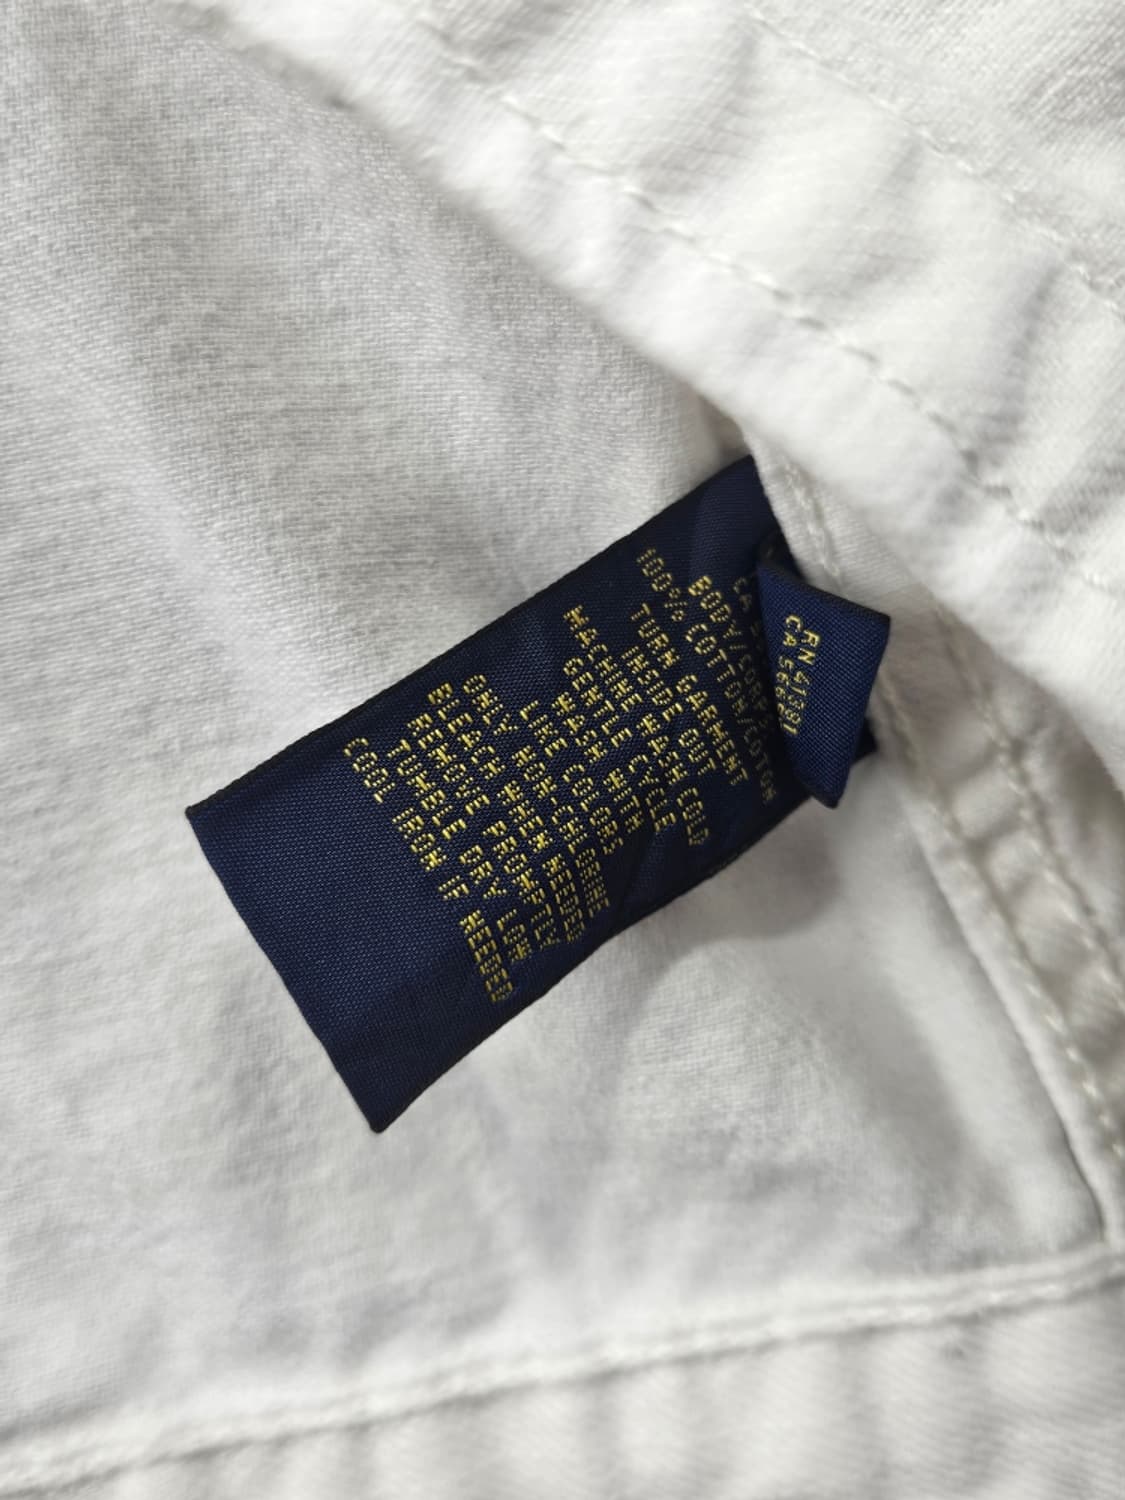 RN 41381
CA
BODY/CORPS
100% COTTON/COTON
TURN GARMENT
INSIDE OUT
MACHINE WASH COLD
GENTLE CYCLE
WASH WITH
LIKE COLORS
ONLY NON-CHLORINE
BLEACH WHEN NEEDED
REMOVE PROMPTLY
TUMBLE DRY LOW
COOL IRON IF NEEDED